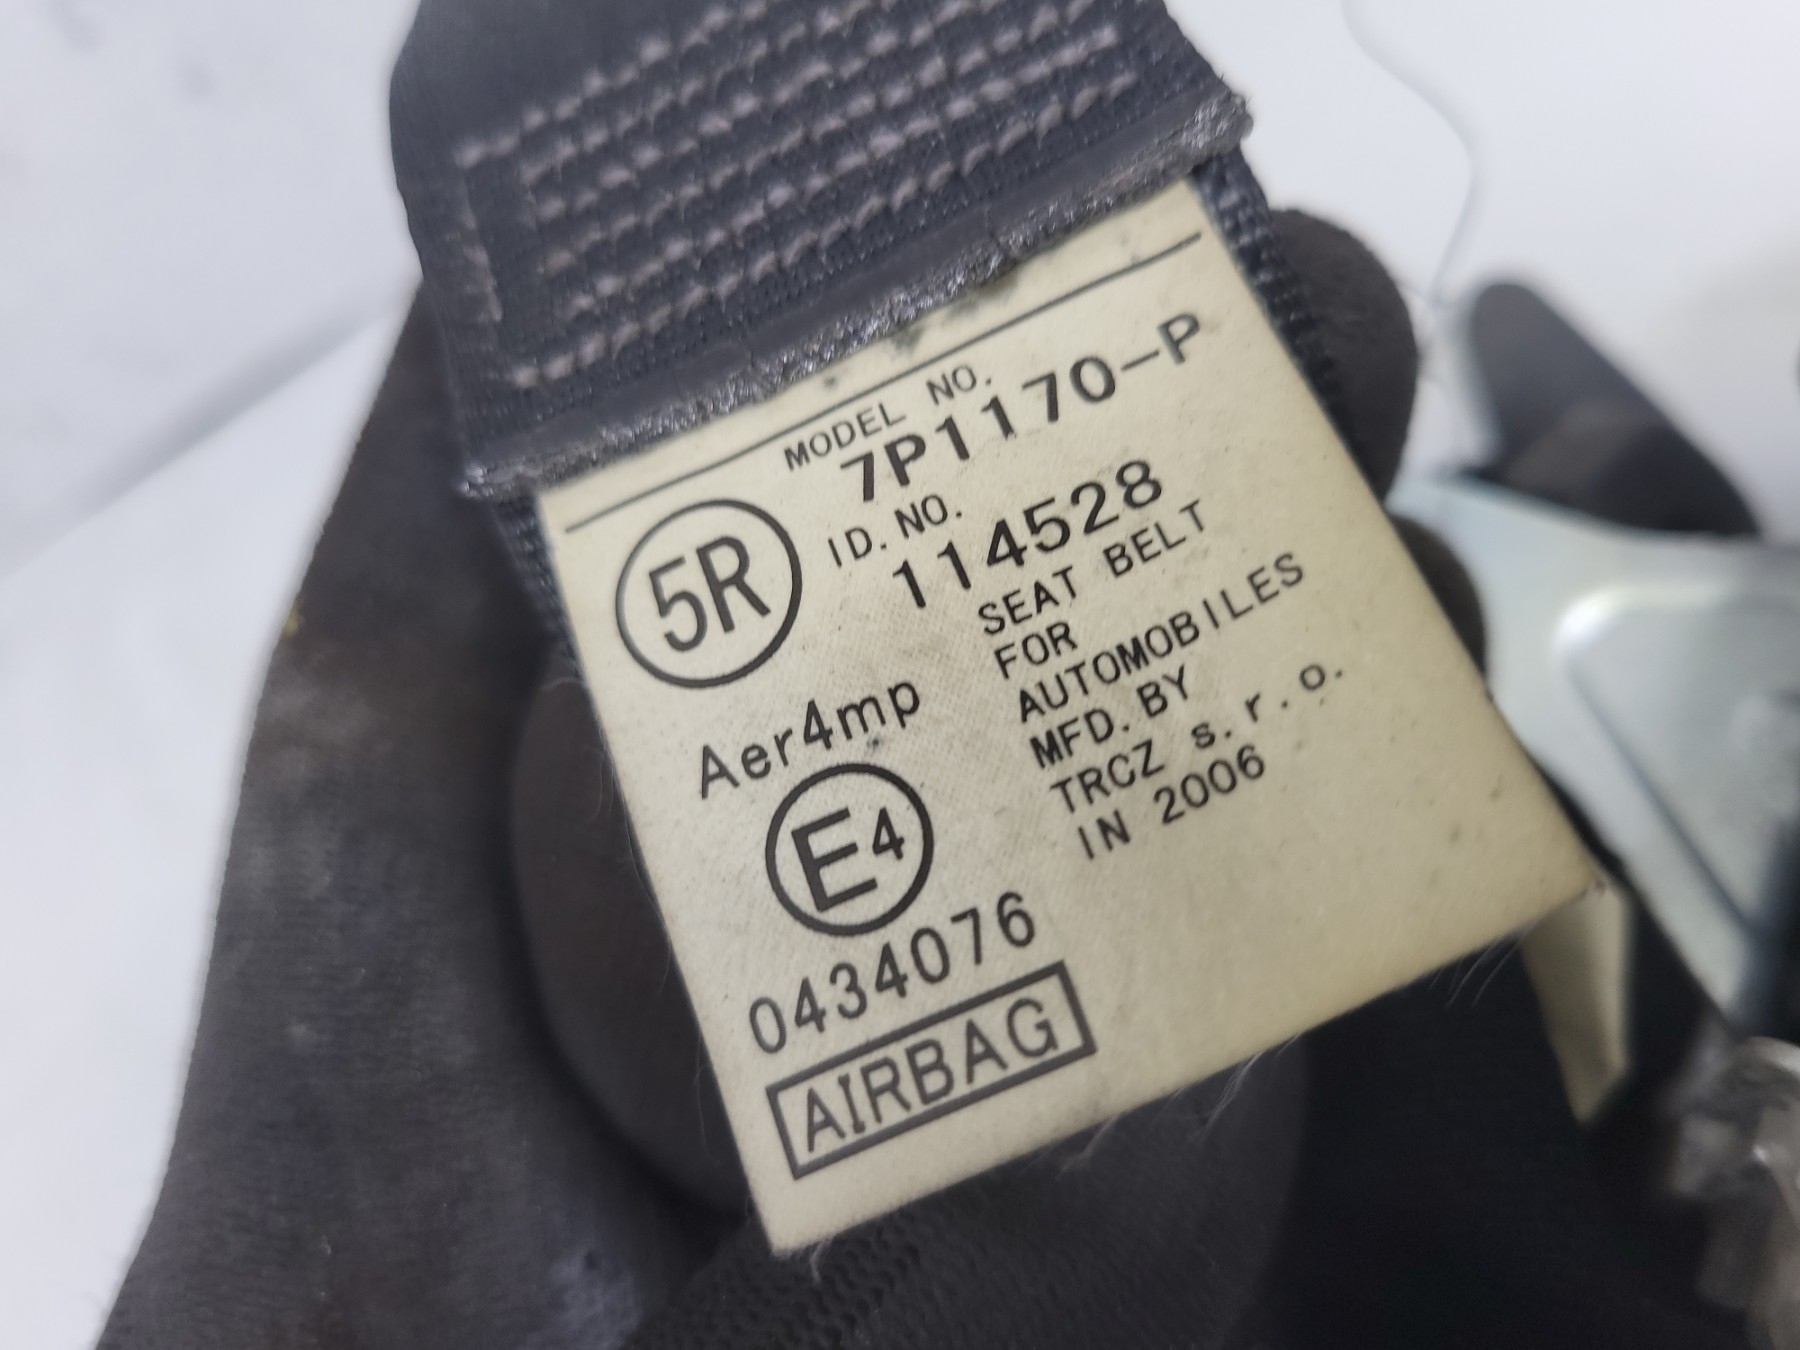 MODEL NO.
7P1170-P
5R
ID. NO.
114528
SEAT BELT
FOR
AUTOMOBILES
MFD. BY
TRCZ s.r.o.
IN 2006
Aer4mp
E4
0434076
AIRBAG